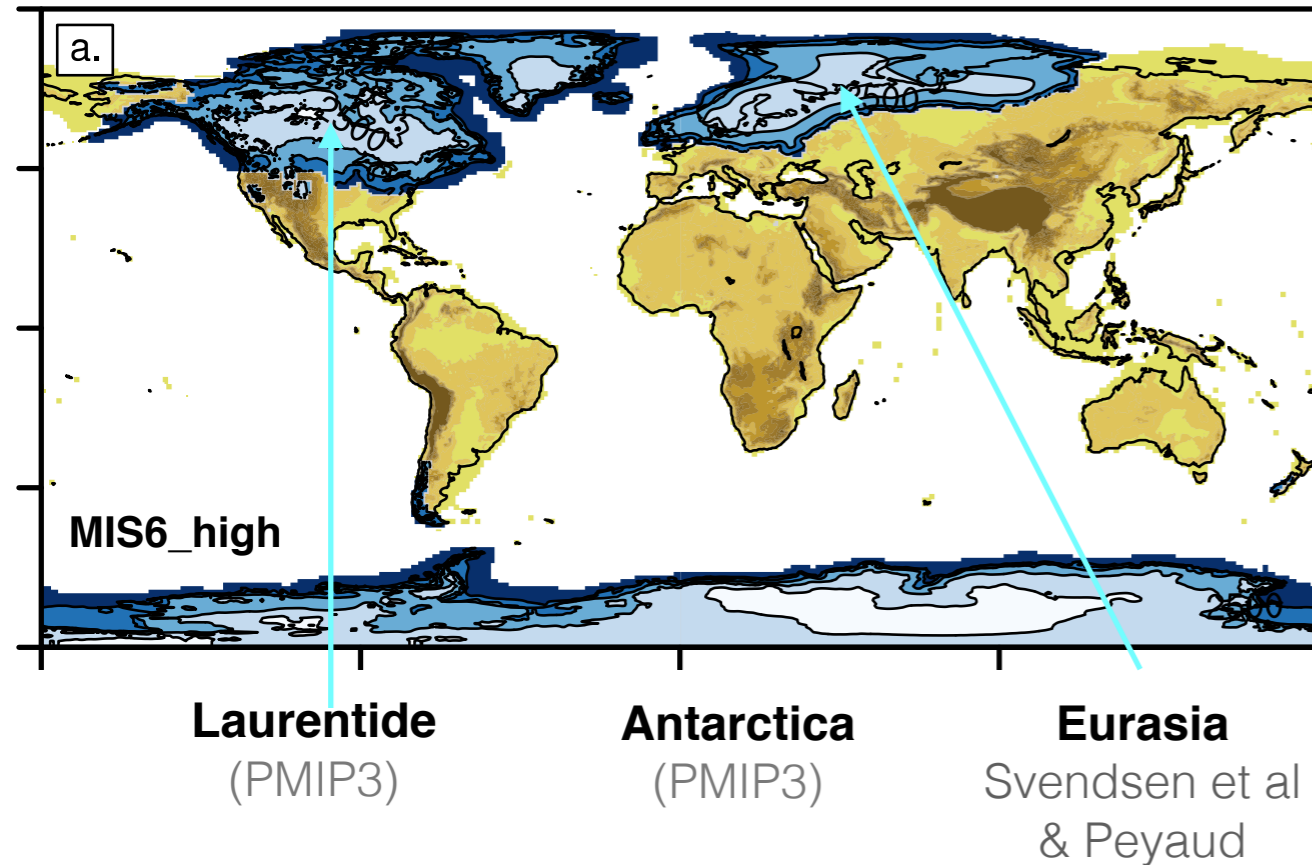 a.
MIS6_high
Laurentide
(PMIP3)
Antarctica
(PMIP3)
Eurasia
Svendsen et al
& Peyaud